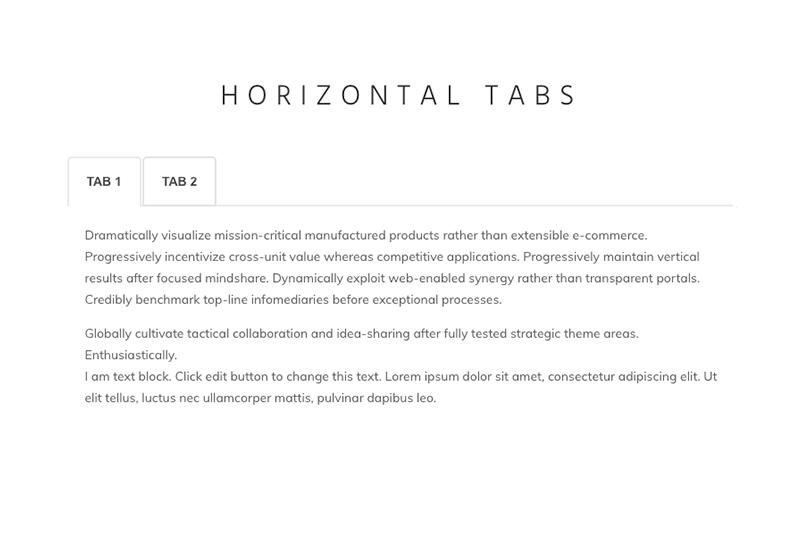 HORIZONTAL TABS
TAB 1 TAB 2
Dramatically visualize mission-critical manufactured products rather than extensible e-commerce.
Progressively incentivize cross-unit value whereas competitive applications. Progressively maintain vertical
results after focused mindshare. Dynamically exploit web-enabled synergy rather than transparent portals.
Credibly benchmark top-line infomediaries before exceptional processes.
Globally cultivate tactical collaboration and idea-sharing after fully tested strategic theme areas.
Enthusiastically.
I am text block. Click edit button to change this text. Lorem ipsum dolor sit amet, consectetur adipiscing elit. Ut
elit tellus, luctus nec ullamcorper mattis, pulvinar dapibus leo.